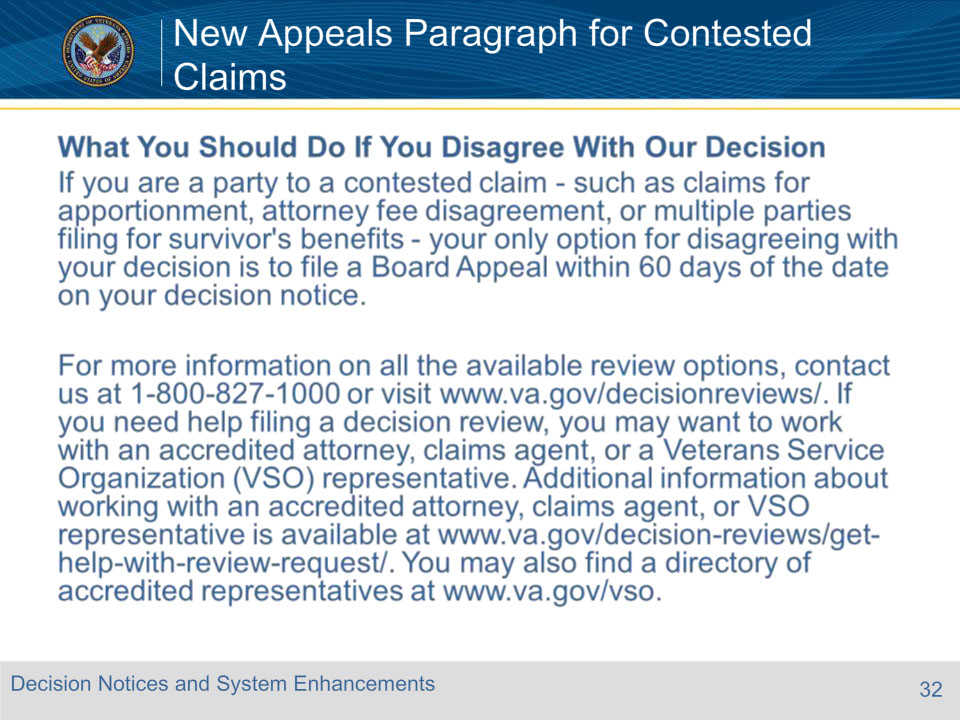 New Appeals Paragraph for Contested
Claims
What You Should Do If You Disagree With Our Decision
If you are a party to a contested claim - such as claims for
apportionment, attorney fee disagreement, or multiple parties
filing for survivor's benefits - your only option for disagreeing with
your decision is to file a Board Appeal within 60 days of the date
on your decision notice.
For more information on all the available review options, contact
us at 1-800-827-1000 or visit www.va.gov/decisionreviews/. If
you need help filing a decision review, you may want to work
with an accredited attorney, claims agent, or a Veterans Service
Organization (VSO) representative. Additional information about
working with an accredited attorney, claims agent, or VSO
representative is available at www.va.gov/decision-reviews/get-
help-with-review-request/. You may also find a directory of
accredited representatives at www.va.gov/vso.
Decision Notices and System Enhancements
32